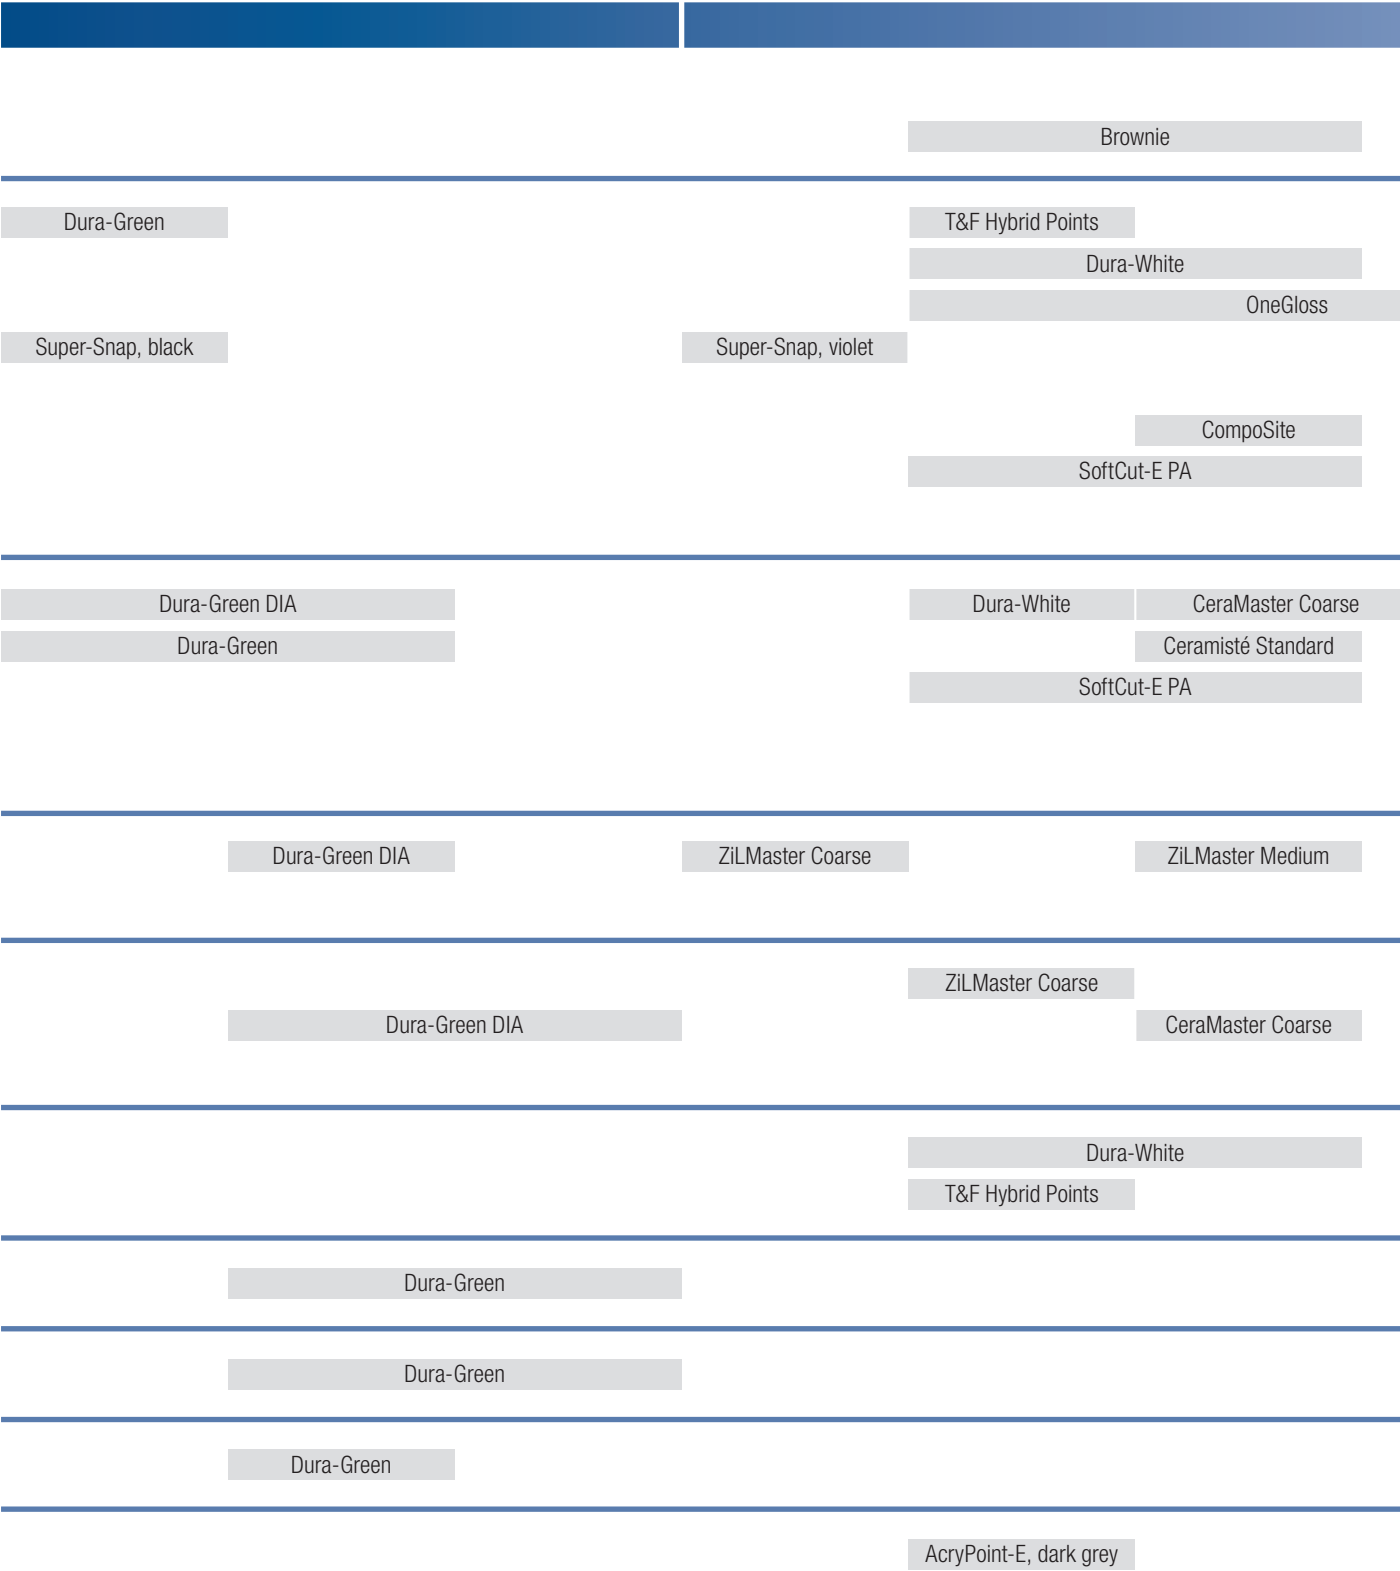 Brownie
Dura-Green
T&F Hybrid Points
Dura-White
OneGloss
Super-Snap, black
Super-Snap, violet
CompoSite
SoftCut-E PA
Dura-Green DIA
Dura-White
CeraMaster Coarse
Dura-Green
Ceramisté Standard
SoftCut-E PA
Dura-Green DIA
ZiLMaster Coarse
ZiLMaster Medium
ZiLMaster Coarse
Dura-Green DIA
CeraMaster Coarse
Dura-White
T&F Hybrid Points
Dura-Green
Dura-Green
Dura-Green
AcryPoint-E, dark grey